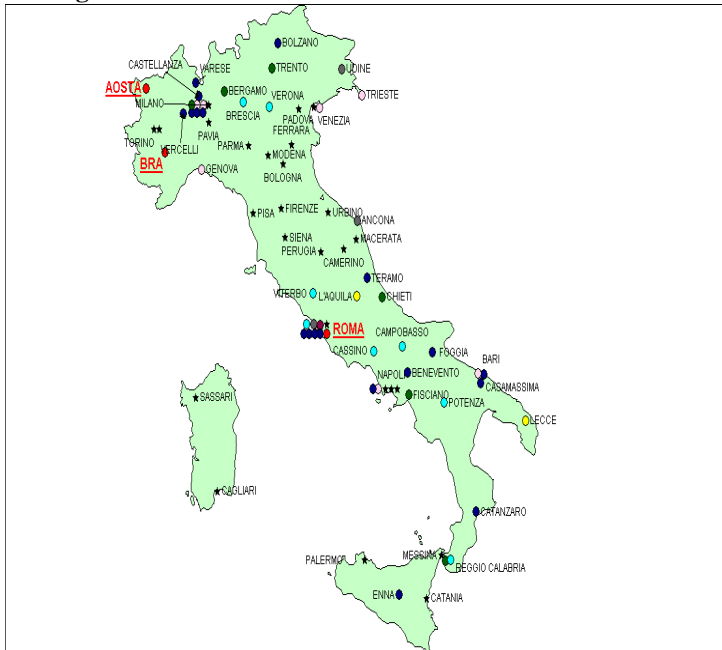 BOLZANO
CASTELLANZA
VARESE
TRENTO
UDINE
AOSTA
BERGAMO
TRIESTE
MILANO
BRESCIA
VERONA
PADOVA
VENEZIA
PAVIA
FERRARA
TORINO
VERCELLI
PARMA
MODENA
BRA
BOLOGNA
GENOVA
PISA
FIRENZE
URBINO
ANCONA
SIENA
MACERATA
PERUGIA
CAMERINO
TERAMO
VITERBO
L'AQUILA
CHIETI
ROMA
CAMPOBASSO
CASSINO
FOGGIA
BARI
NAPOLI
BENEVENTO
CASAMASSIMA
SASSARI
FISCIANO
POTENZA
LECCE
CAGLIARI
CATANZARO
PALERMO
MESSINA
REGGIO CALABRIA
ENNA
CATANIA